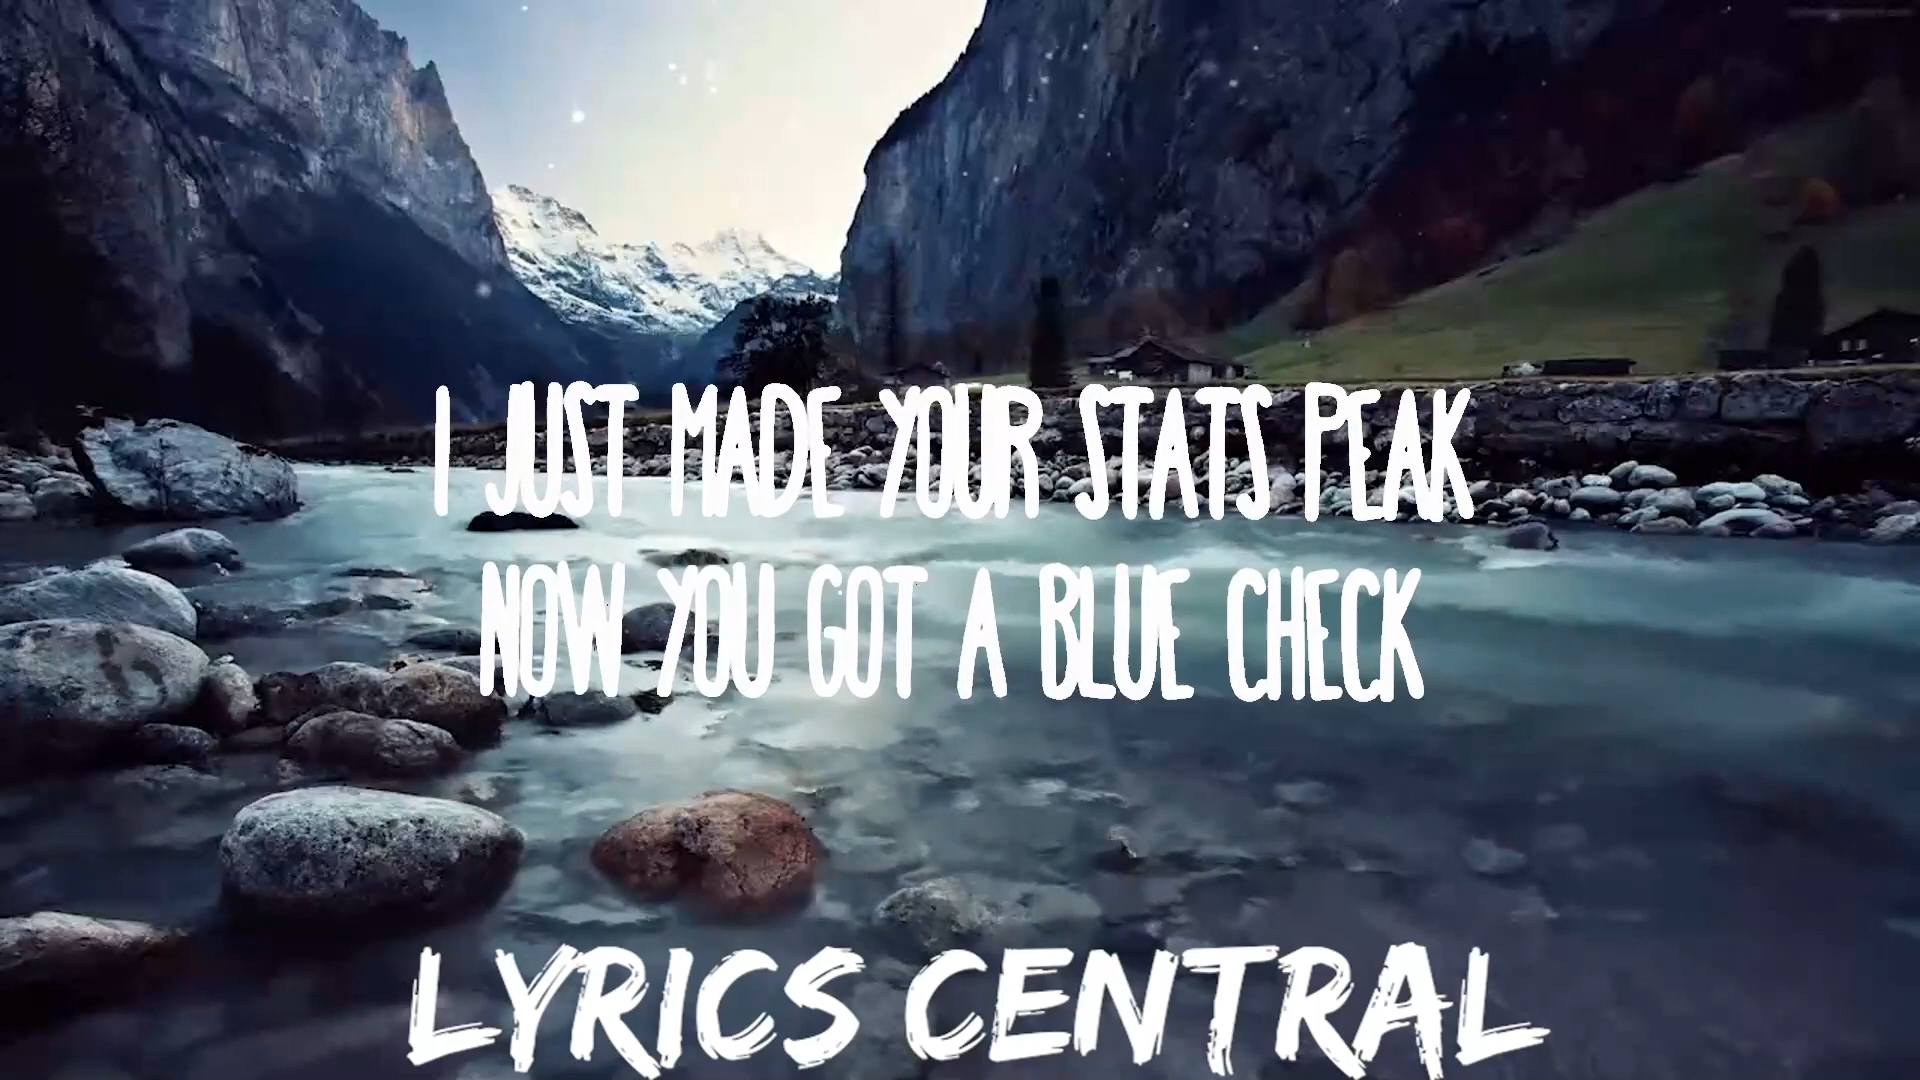 I JUST MADE YOUR STATS PEAK
NOW YOU GOT A BLUE CHECK
LYRICS CENTRAL